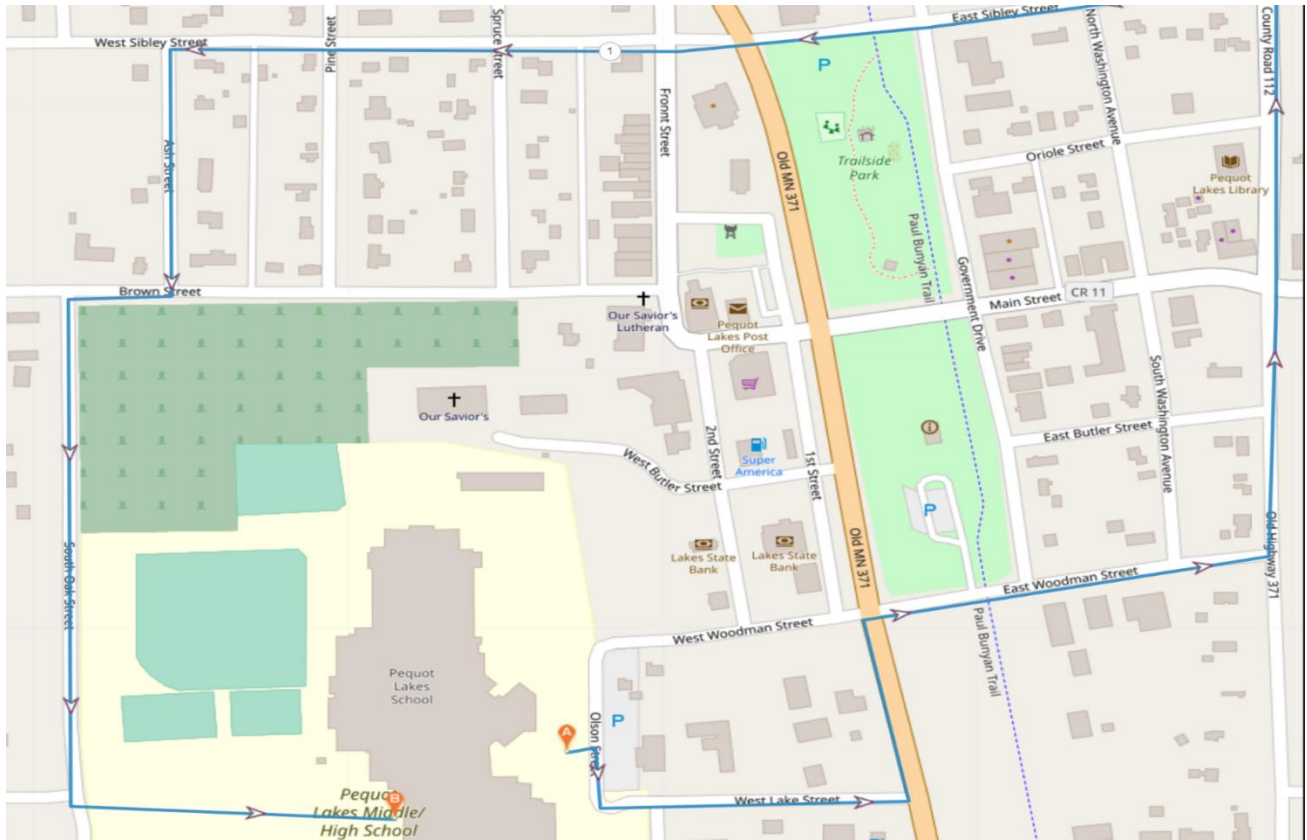 East Sibley Street
West Sibley Street
1
Pine Street
Spruce Street
Fronnt Street
P
North Washington Avenue
County Road 112
Ash Street
Old MN 371
Trailside
Park
Oriole Street
Pequot
Lakes Library
Paul Bunyan Trail
Government Drive
Brown Street
Our Savior's
Lutheran
Pequot
Lakes Post
Office
Main Street
CR 11
Our Savior's
2nd Street
1st Street
Super
America
West Butler Street
East Butler Street
South Washington Avenue
P
South Oak Street
Lakes State
Bank
Lakes State
Bank
Old MN 371
Old Highway 371
East Woodman Street
West Woodman Street
Paul Bunyan Trail
Pequot
Lakes
School
Olson Street
P
A
B
Pequot
Lakes Middle/
High School
West Lake Street